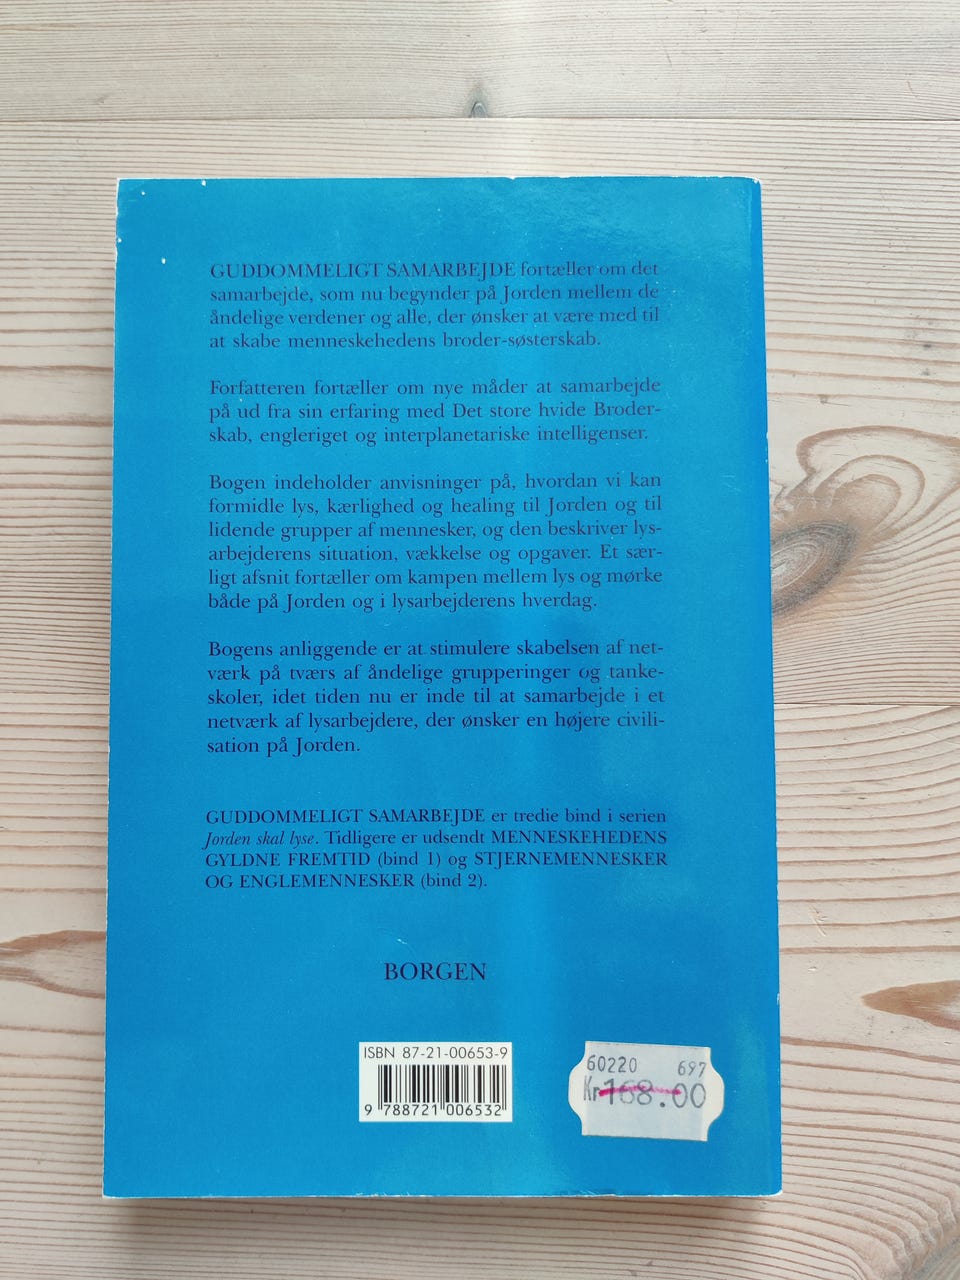 GUDDOMMELIGT SAMARBEJDE fortæller om det
samarbejde, som nu begynder på Jorden mellem de
åndelige verdener og alle, der ønsker at være med til
at skabe menneskehedens broder-søsterskab.
Forfatteren fortæller om nye måder at samarbejde
på ud fra sin erfaring med Det store hvide Broder-
skab, engleriget og interplanetariske intelligenser.
Bogen indeholder anvisninger på, hvordan vi kan
formidle lys, kærlighed og healing til Jorden og til
lidende grupper af mennesker, og den beskriver lys-
arbejderens situation, vækkelse og opgaver. Et sær-
ligt afsnit fortæller om kampen mellem lys og mørke
både på Jorden og i lysarbejderens hverdag.
Bogens anliggende er at stimulere skabelsen af net-
værk på tværs af åndelige grupperinger og tanke-
skoler, idet tiden nu er inde til at samarbejde i et
netværk af lysarbejdere, der ønsker en højere civili-
sation på Jorden.
GUDDOMMELIGT SAMARBEJDE er tredie bind i serien
Jorden skal lyse. Tidligere er udsendt MENNESKEHEDENS
GYLDNE FREMTID (bind 1) og STJERNEMENNESKER
OG ENGLEMENNESKER (bind 2).
BORGEN
ISBN 87-21-00653-9
9 788721 006532
60220 697
Kr 168.00